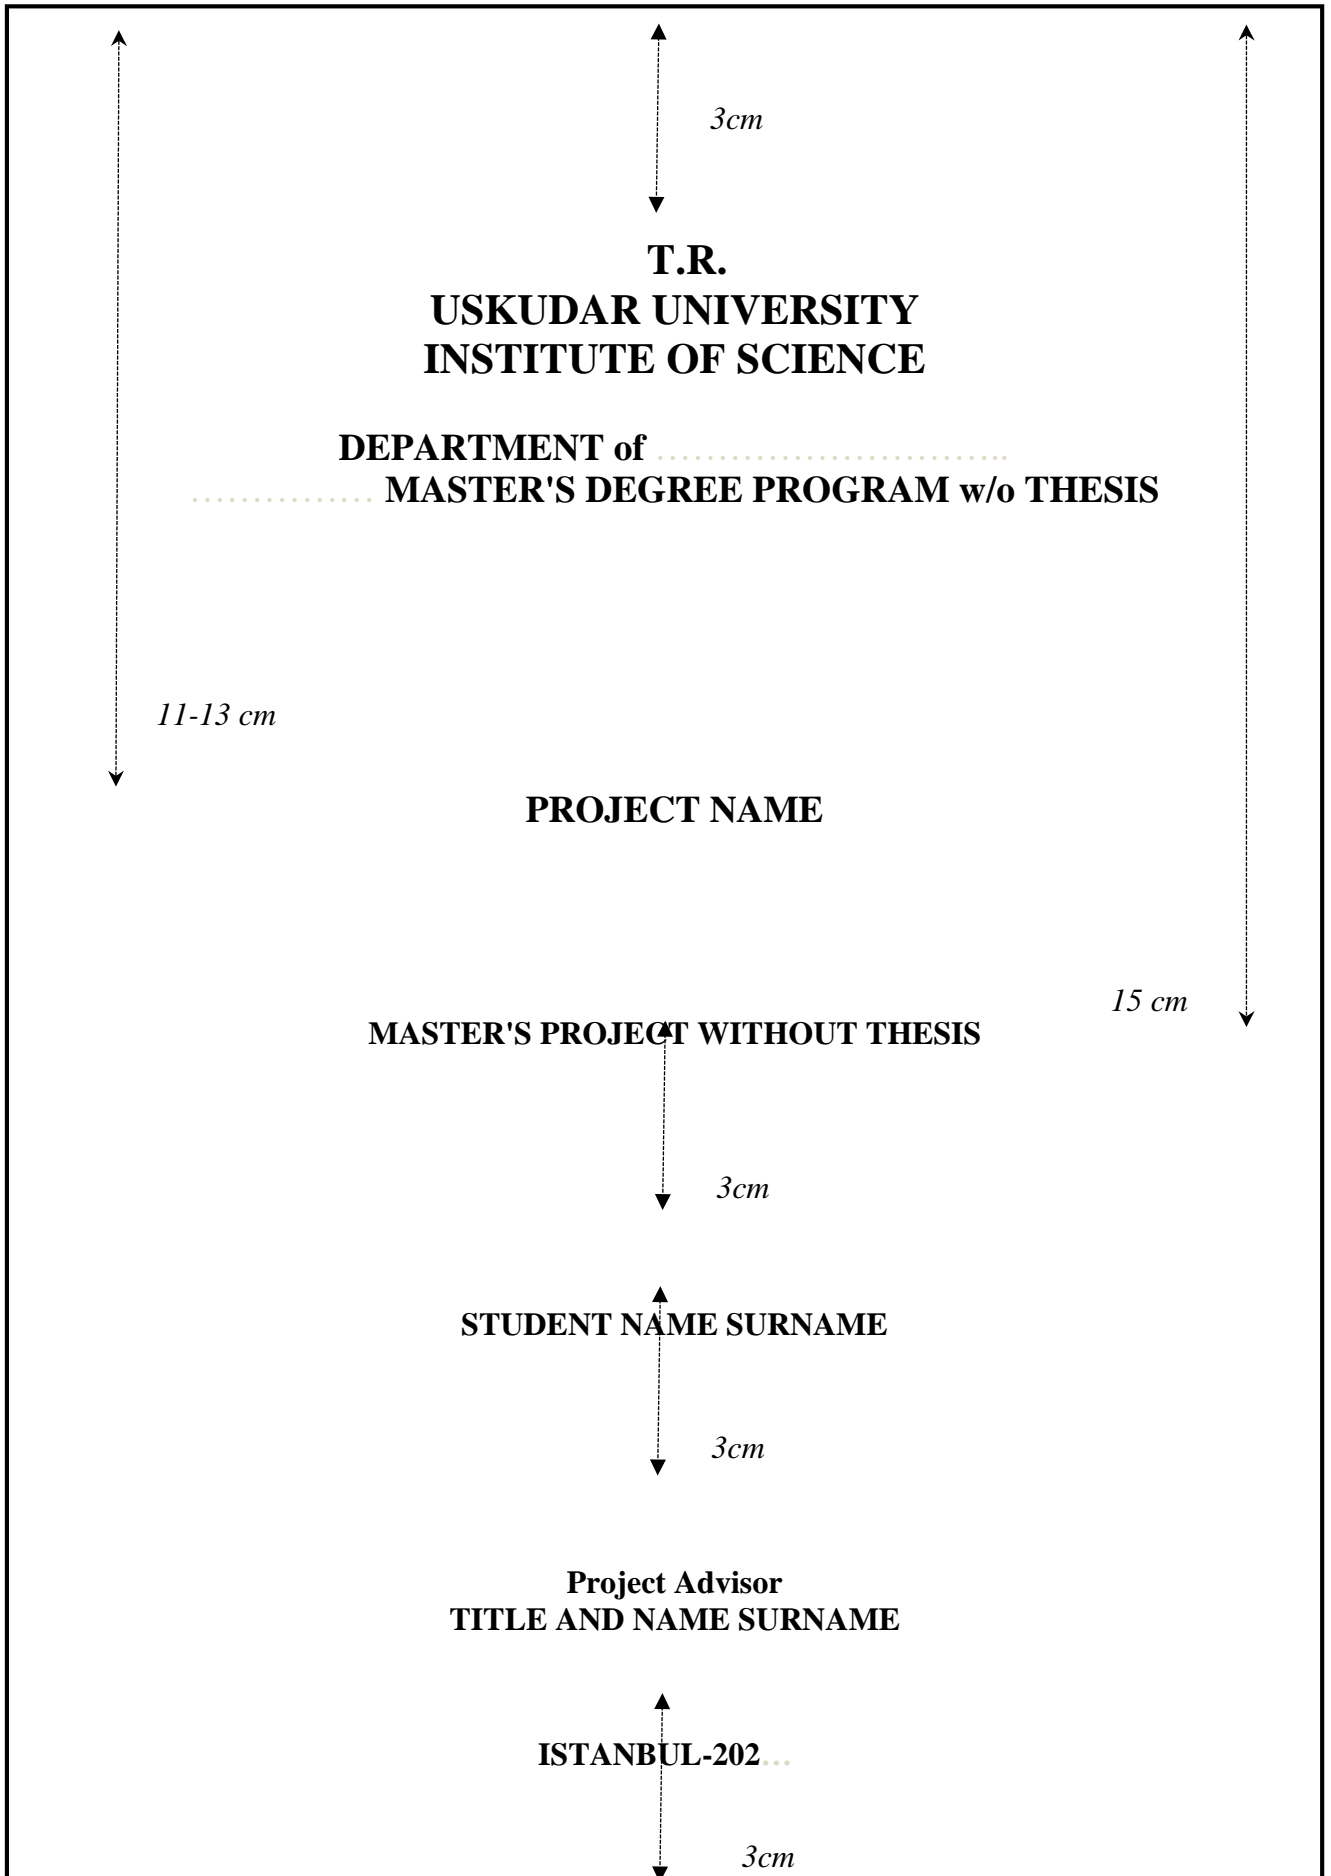 3cm
T.R.
USKUDAR UNIVERSITY
INSTITUTE OF SCIENCE
DEPARTMENT of ………………………..
…………… MASTER'S DEGREE PROGRAM w/o THESIS
11-13 cm
PROJECT NAME
15 cm
MASTER'S PROJECT WITHOUT THESIS
3cm
STUDENT NAME SURNAME
3cm
Project Advisor
TITLE AND NAME SURNAME
ISTANBUL-202…
3cm